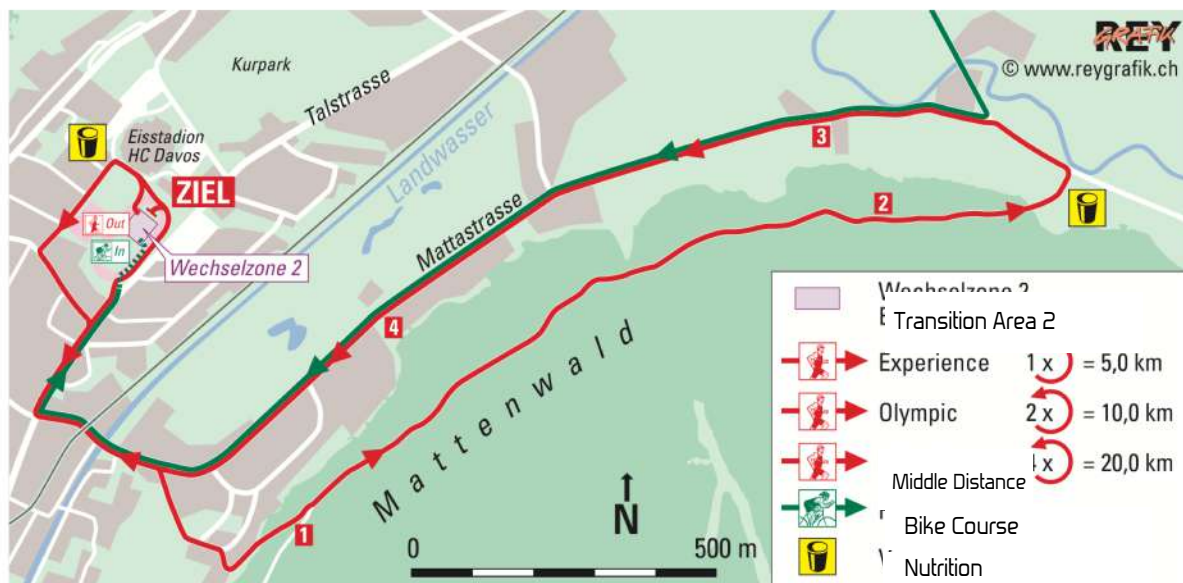 REY
GRAFIK
© www.reygrafik.ch
Kurpark
Talstrasse
Eisstadion
HC Davos
ZIEL
Landwasser
Out
In
Wechselzone 2
Mattastrasse
Mattenwald
1
2
3
4
N
0
500 m
Wechselzone 2
Transition Area 2
Experience 1 x = 5,0 km
Olympic 2 x = 10,0 km
Middle Distance 4 x = 20,0 km
Bike Course
Nutrition